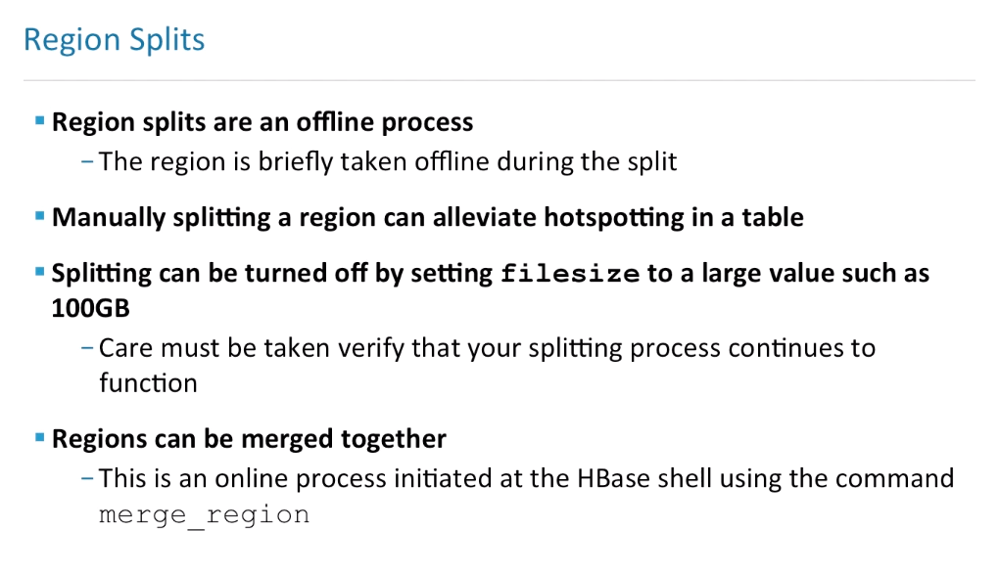 Region Splits
▪ Region splits are an offline process
– The region is briefly taken offline during the split
▪ Manually splitting a region can alleviate hotspotting in a table
▪ Splitting can be turned off by setting filesize to a large value such as
100GB
– Care must be taken verify that your splitting process continues to
function
▪ Regions can be merged together
– This is an online process initiated at the HBase shell using the command
merge_region